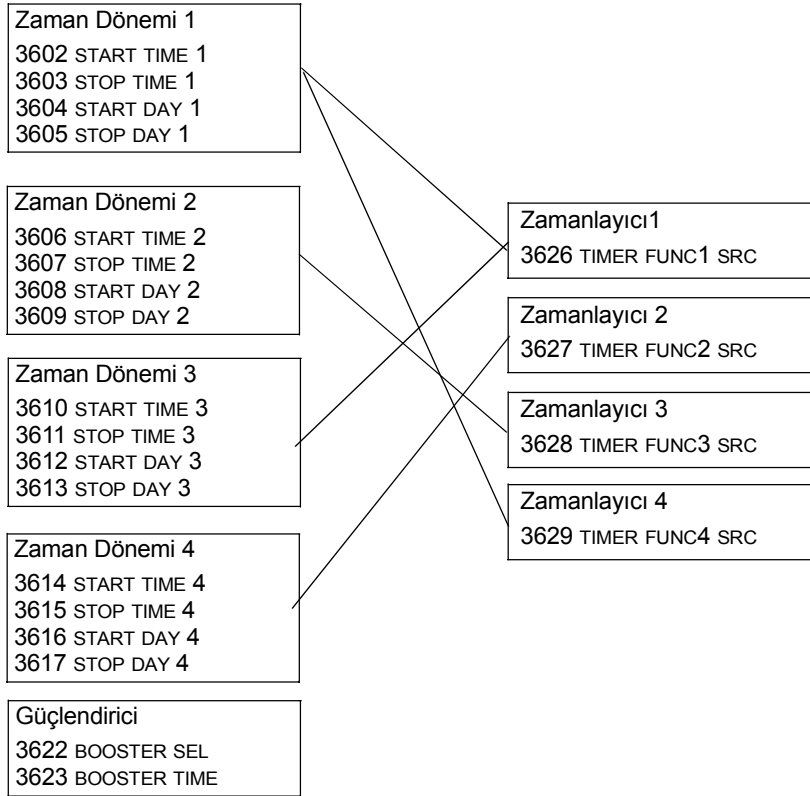 Zaman Dönemi 1
3602 START TIME 1
3603 STOP TIME 1
3604 START DAY 1
3605 STOP DAY 1
Zaman Dönemi 2
3606 START TIME 2
3607 STOP TIME 2
3608 START DAY 2
3609 STOP DAY 2
Zaman Dönemi 3
3610 START TIME 3
3611 STOP TIME 3
3612 START DAY 3
3613 STOP DAY 3
Zaman Dönemi 4
3614 START TIME 4
3615 STOP TIME 4
3616 START DAY 4
3617 STOP DAY 4
Güçlendirici
3622 BOOSTER SEL
3623 BOOSTER TIME
Zamanlayıcı1
3626 TIMER FUNC1 SRC
Zamanlayıcı 2
3627 TIMER FUNC2 SRC
Zamanlayıcı 3
3628 TIMER FUNC3 SRC
Zamanlayıcı 4
3629 TIMER FUNC4 SRC